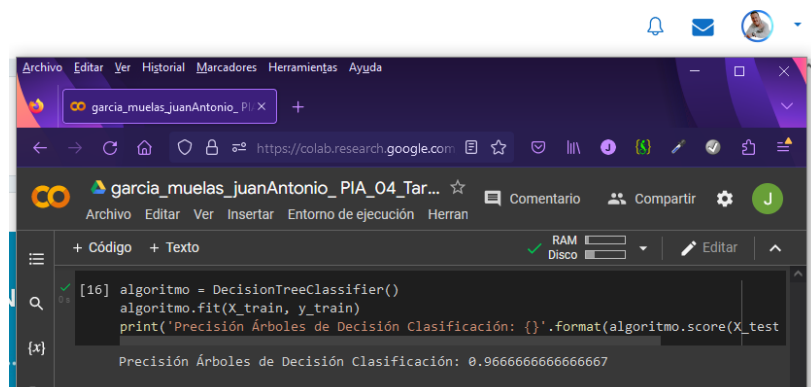 Archivo Editar Ver Historial Marcadores Herramientas Ayuda
garcia_muelas_juanAntonio_ PI
https://colab.research.google.com
garcia_muelas_juanAntonio_ PIA_04_Tar...
Comentario
Compartir
J
Archivo Editar Ver Insertar Entorno de ejecución Herran
+ Código + Texto
RAM
Disco
Editar
[16] algoritmo = DecisionTreeClassifier()
0 s
algoritmo.fit(X_train, y_train)
print('Precisión Árboles de Decisión Clasificación: {}'.format(algoritmo.score(X_test
{x}
Precisión Árboles de Decisión Clasificación: 0.9666666666666667